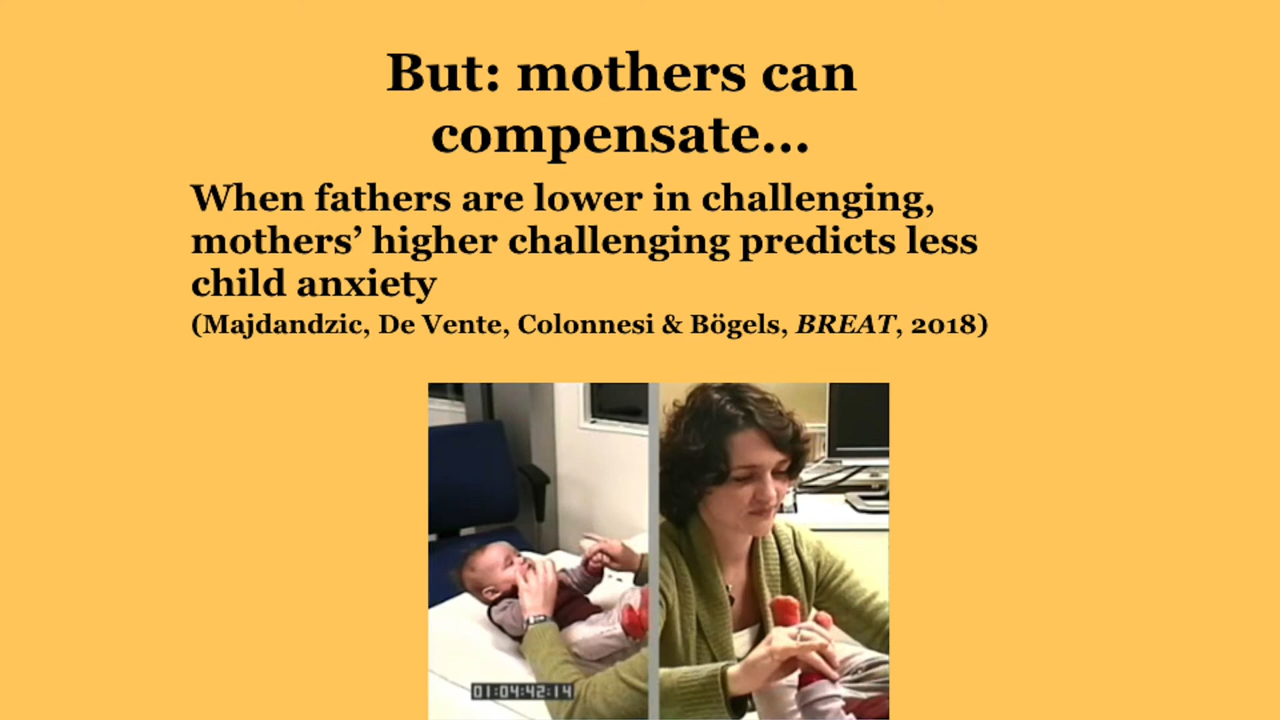 But: mothers can
compensate...
When fathers are lower in challenging,
mothers’ higher challenging predicts less
child anxiety
(Majdandzic, De Vente, Colonnesi & Bögels, BREAT, 2018)
01:04:42:14